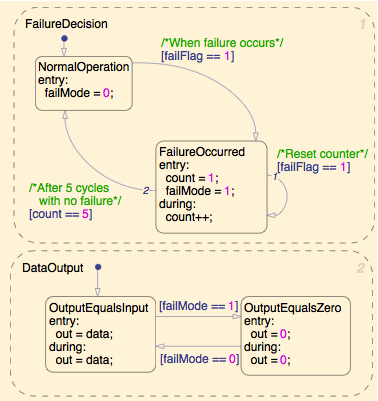 FailureDecision
1
/*When failure occurs*/
[failFlag == 1]
NormalOperation
entry:
failMode = 0;
FailureOccurred
entry:
count = 1;
failMode = 1;
during:
count++;
/*Reset counter*/
[failFlag == 1]
1
2
/*After 5 cycles
with no failure*/
[count == 5]
DataOutput
2
OutputEqualsInput
entry:
out = data;
during:
out = data;
[failMode == 1]
[failMode == 0]
OutputEqualsZero
entry:
out = 0;
during:
out = 0;